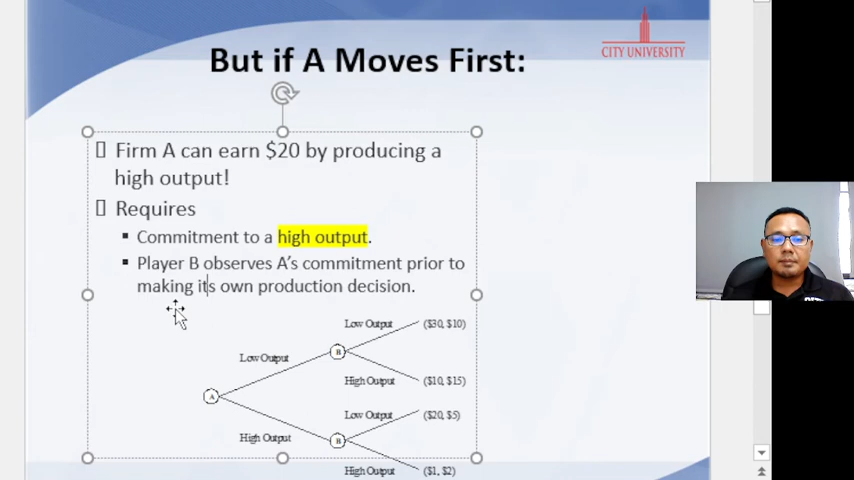 CITY UNIVERSITY
But if A Moves First:
Firm A can earn $20 by producing a
high output!
Requires
Commitment to a high output.
Player B observes A's commitment prior to
making its own production decision.
Low Output ($30, $10)
Low Output B
High Output ($10, $15)
A
Low Output ($20, $5)
High Output B
High Output ($1, $2)